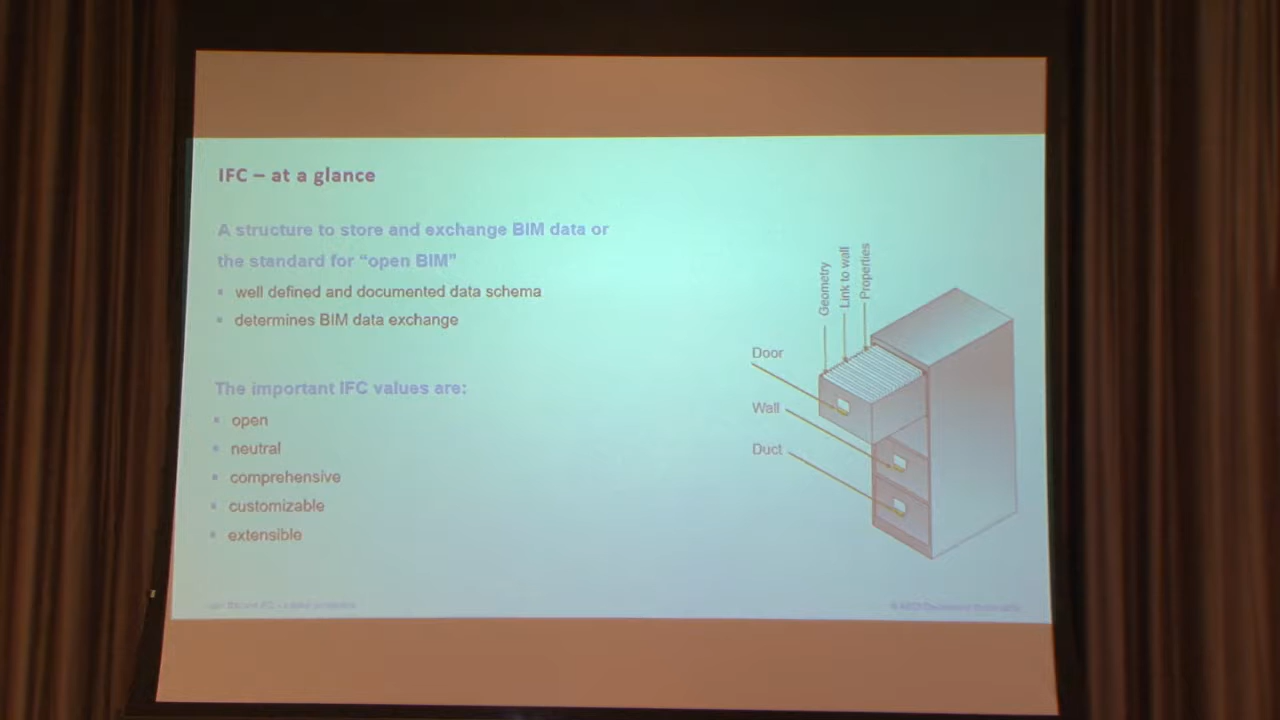 IFC – at a glance
A structure to store and exchange BIM data or
the standard for “open BIM”
▪ well defined and documented data schema
▪ determines BIM data exchange
The important IFC values are:
▪ open
▪ neutral
▪ comprehensive
▪ customizable
▪ extensible
Geometry
Link to wall
Properties
Door
Wall
Duct